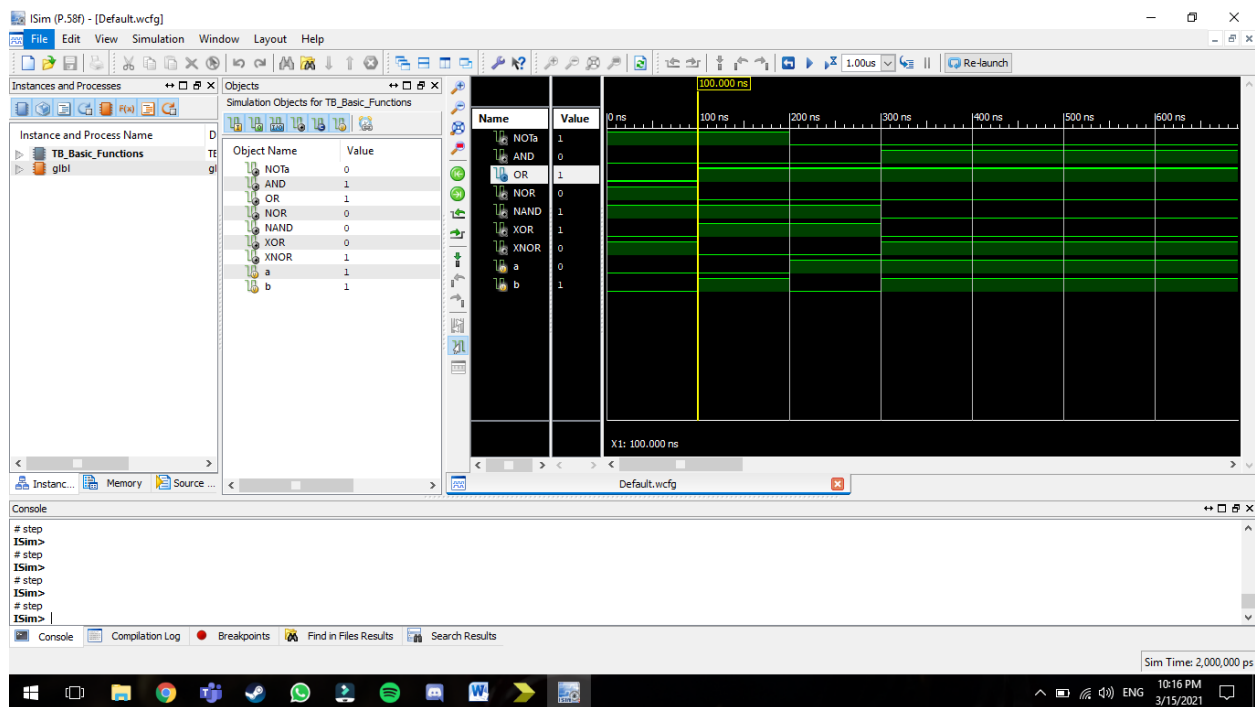 ISim (P.58f) - [Default.wcfg]
File Edit View Simulation Window Layout Help
1.00us Re-launch
Instances and Processes
Instance and Process Name D
TB_Basic_Functions TE
glbl gl
Instanc... Memory Source ...
Objects
Simulation Objects for TB_Basic_Functions
Object Name Value
NOTa 0
AND 1
OR 1
NOR 0
NAND 0
XOR 0
XNOR 1
a 1
b 1
100.000 ns
Name Value
0 ns 100 ns 200 ns 300 ns 400 ns 500 ns 600 ns
NOTa 1
AND 0
OR 1
NOR 0
NAND 1
XOR 1
XNOR 0
a 0
b 1
X1: 100.000 ns
Default.wcfg
Console
# step
ISim>
# step
ISim>
# step
ISim>
# step
ISim>
Console Compilation Log Breakpoints Find in Files Results Search Results
Sim Time: 2,000,000 ps
ENG
10:16 PM
3/15/2021